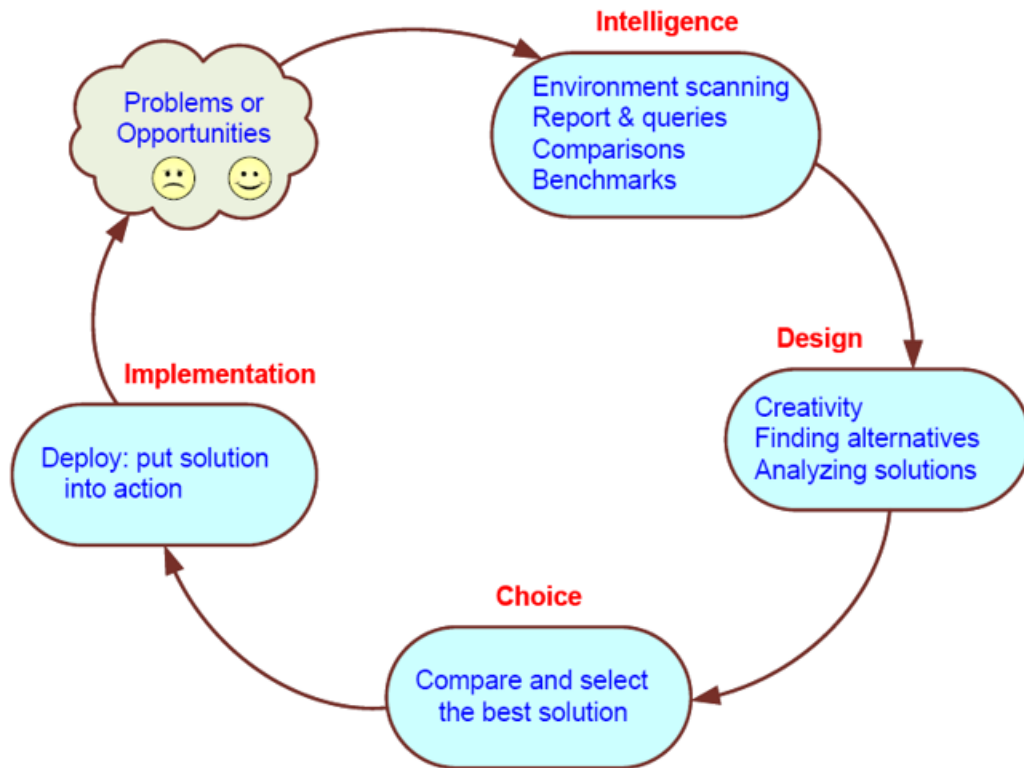 Problems or
Opportunities
Intelligence
Environment scanning
Report & queries
Comparisons
Benchmarks
Design
Creativity
Finding alternatives
Analyzing solutions
Choice
Compare and select
the best solution
Implementation
Deploy: put solution
into action